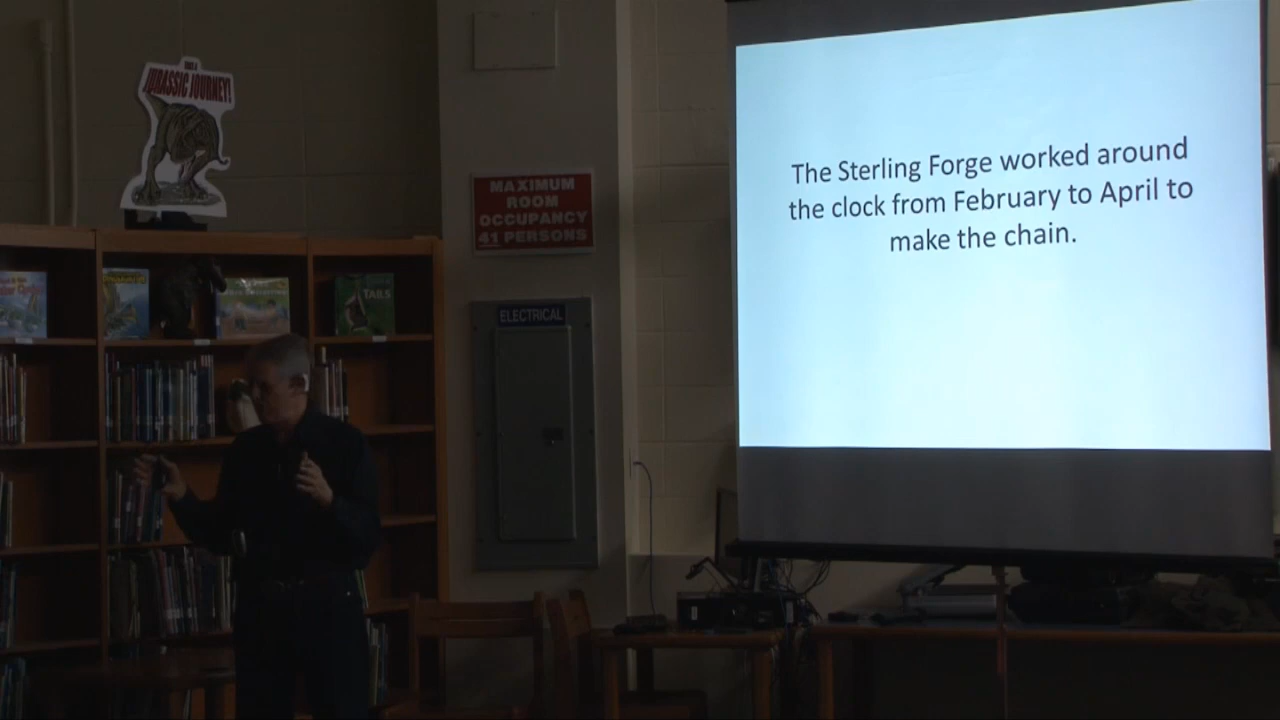 JURASSIC JOURNEY!
MAXIMUM
ROOM
OCCUPANCY
41 PERSONS
ELECTRICAL
TAILS
The Sterling Forge worked around
the clock from February to April to
make the chain.